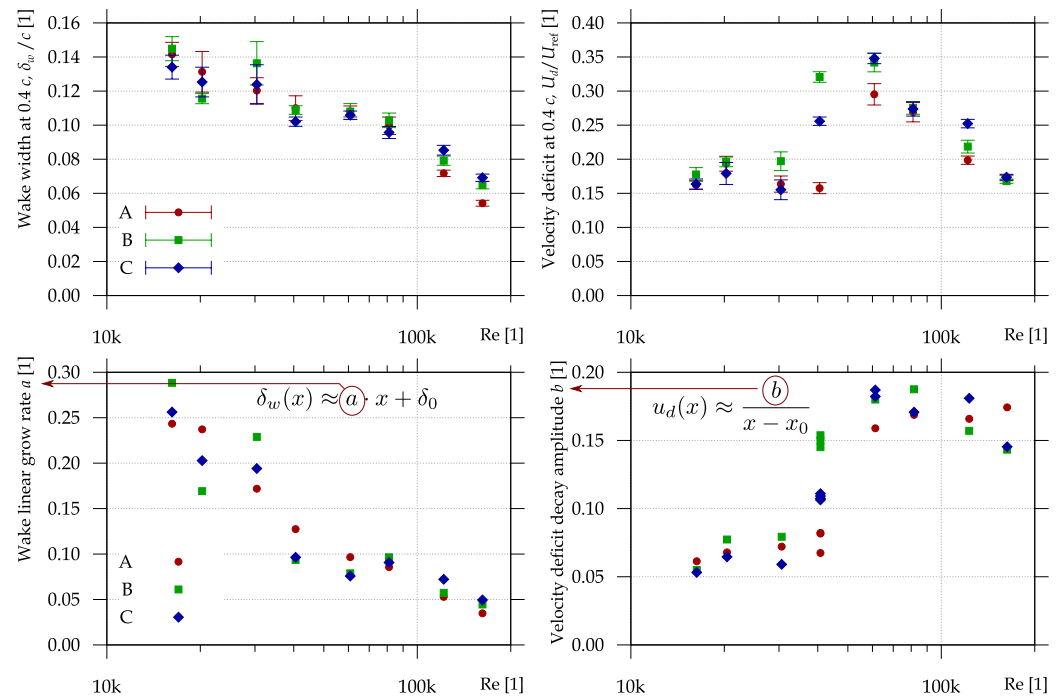 Wake width at 0.4 c, δw / c [1]
0.16
0.14
0.12
0.10
0.08
0.06
0.04
0.02
0.00
A
B
C
10k
100k
Re [1]
Velocity deficit at 0.4 c, Ud/Uref [1]
0.40
0.35
0.30
0.25
0.20
0.15
0.10
0.05
0.00
10k
100k
Re [1]
Wake linear grow rate a [1]
0.30
0.25
0.20
0.15
0.10
0.05
0.00
δw(x) ≈ a · x + δ0
A
B
C
10k
100k
Re [1]
Velocity deficit decay amplitude b [1]
0.20
0.15
0.10
0.05
0.00
b
ud(x) ≈
x − x0
10k
100k
Re [1]